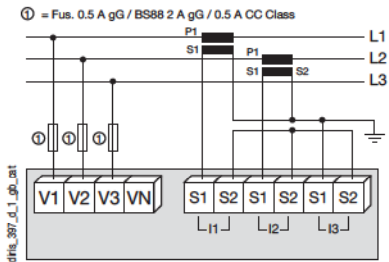 ① = Fus. 0.5 A gG / BS88 2 A gG / 0.5 A CC Class
P1 L1
S1 P1 L2
S1 S2 L3
① ① ①
V1 V2 V3 VN S1 S2 S1 S2 S1 S2
I1 I2 I3
diris_397_d_1_gb_cat